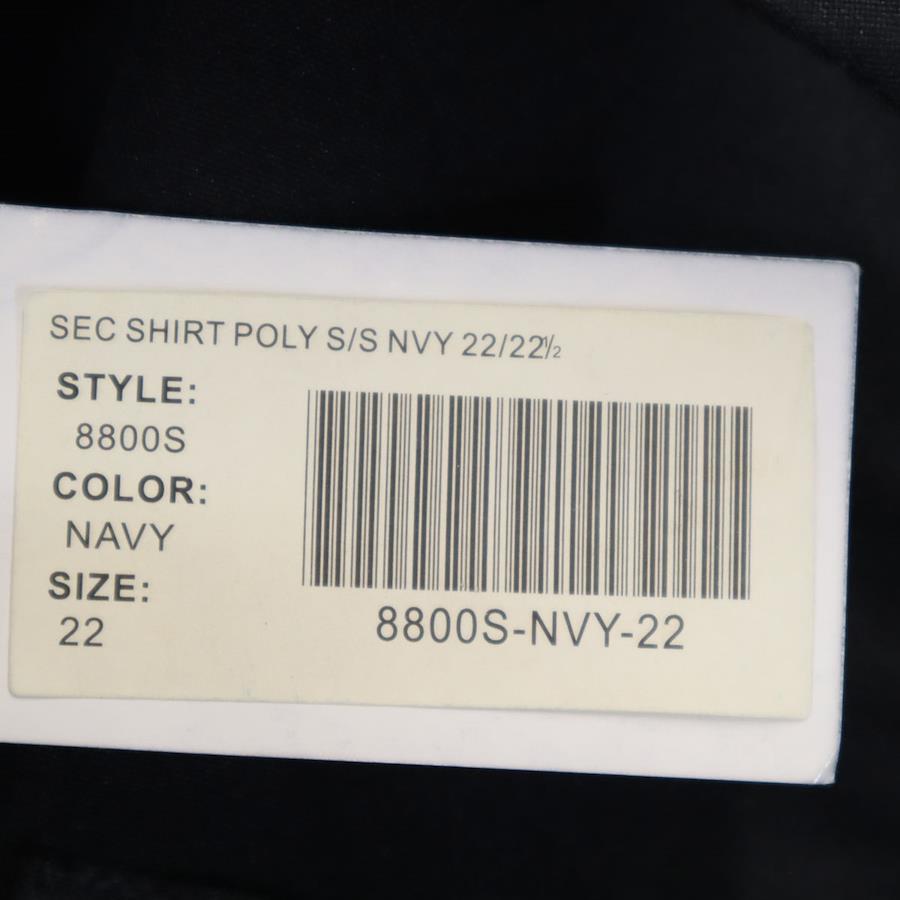 SEC SHIRT POLY S/S NVY 22/22½
STYLE:
8800S
COLOR:
NAVY
SIZE:
22
8800S-NVY-22